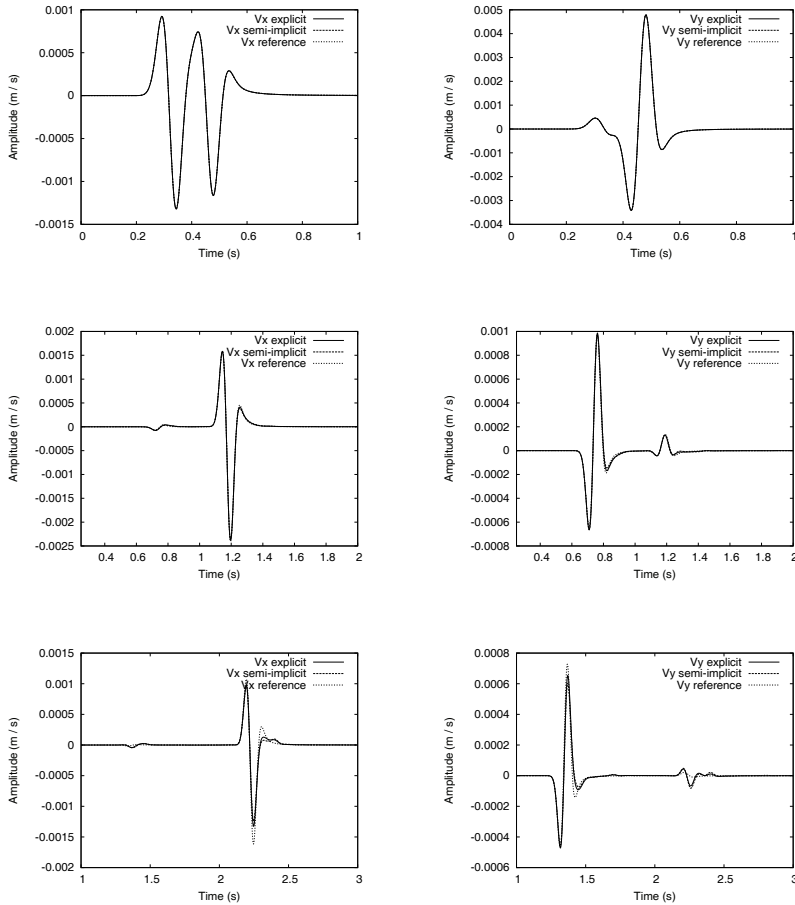 Vx explicit
Vx semi-implicit
Vx reference
0.001
0.0005
0
-0.0005
-0.001
-0.0015
Amplitude (m / s)
0 0.2 0.4 0.6 0.8 1
Time (s)
Vy explicit
Vy semi-implicit
Vy reference
0.005
0.004
0.003
0.002
0.001
0
-0.001
-0.002
-0.003
-0.004
Amplitude (m / s)
0 0.2 0.4 0.6 0.8 1
Time (s)
Vx explicit
Vx semi-implicit
Vx reference
0.002
0.0015
0.001
0.0005
0
-0.0005
-0.001
-0.0015
-0.002
-0.0025
Amplitude (m / s)
0.4 0.6 0.8 1 1.2 1.4 1.6 1.8 2
Time (s)
Vy explicit
Vy semi-implicit
Vy reference
0.001
0.0008
0.0006
0.0004
0.0002
0
-0.0002
-0.0004
-0.0006
-0.0008
Amplitude (m / s)
0.4 0.6 0.8 1 1.2 1.4 1.6 1.8 2
Time (s)
Vx explicit
Vx semi-implicit
Vx reference
0.0015
0.001
0.0005
0
-0.0005
-0.001
-0.0015
-0.002
Amplitude (m / s)
1 1.5 2 2.5 3
Time (s)
Vy explicit
Vy semi-implicit
Vy reference
0.0008
0.0006
0.0004
0.0002
0
-0.0002
-0.0004
-0.0006
Amplitude (m / s)
1 1.5 2 2.5 3
Time (s)